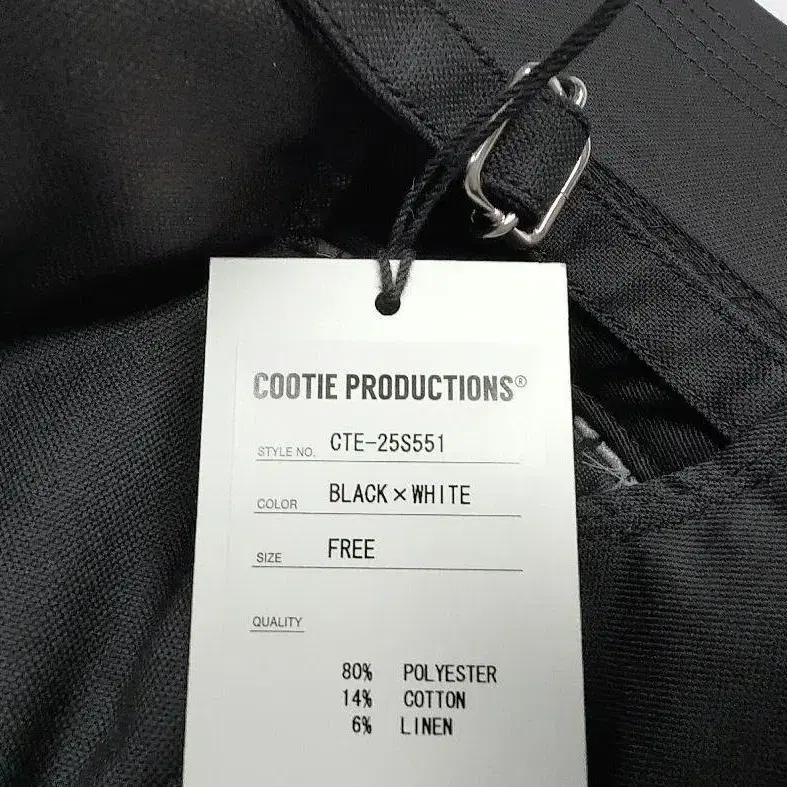 COOTIE PRODUCTIONS®
STYLE NO. CTE-25S551
COLOR BLACK×WHITE
SIZE FREE
QUALITY
80% POLYESTER
14% COTTON
6% LINEN